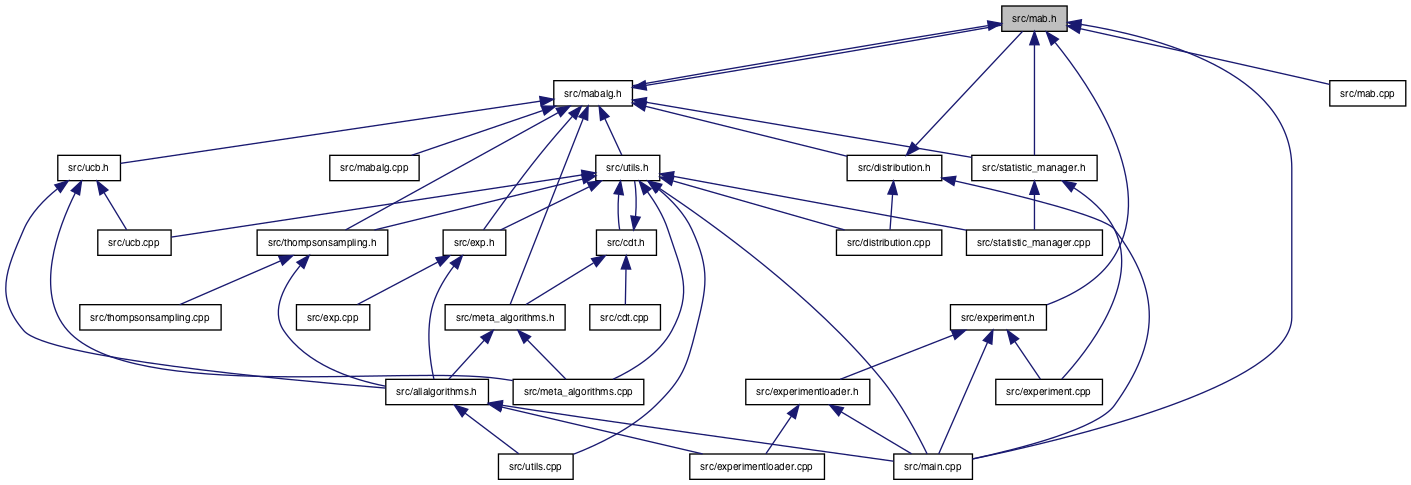 src/mab.h
src/mabalg.h
src/mab.cpp
src/ucb.h
src/mabalg.cpp
src/utils.h
src/distribution.h
src/statistic_manager.h
src/ucb.cpp
src/thompsonsampling.h
src/exp.h
src/cdt.h
src/distribution.cpp
src/statistic_manager.cpp
src/thompsonsampling.cpp
src/exp.cpp
src/meta_algorithms.h
src/cdt.cpp
src/experiment.h
src/allalgorithms.h
src/meta_algorithms.cpp
src/experimentloader.h
src/experiment.cpp
src/utils.cpp
src/experimentloader.cpp
src/main.cpp